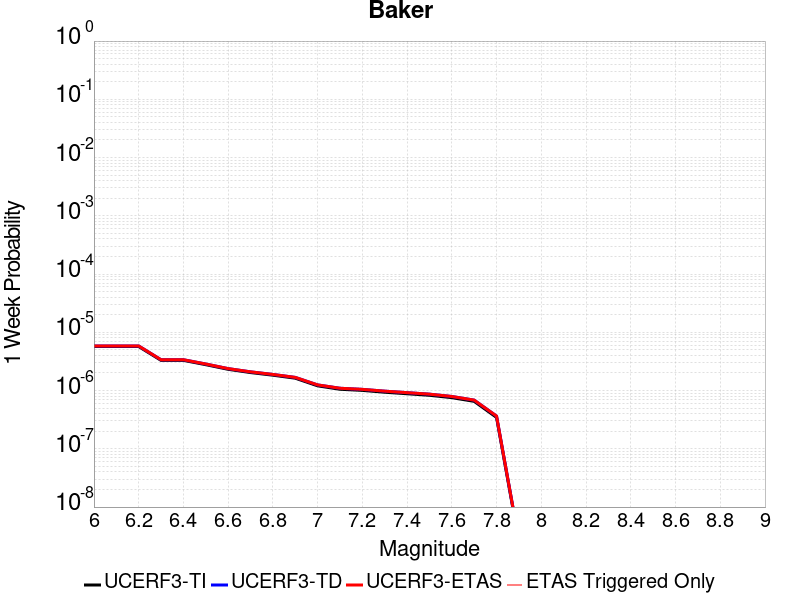 Baker
10^0
10^-1
10^-2
10^-3
10^-4
10^-5
10^-6
10^-7
10^-8
1 Week Probability
6 6.2 6.4 6.6 6.8 7 7.2 7.4 7.6 7.8 8 8.2 8.4 8.6 8.8 9
Magnitude
UCERF3-TI UCERF3-TD UCERF3-ETAS ETAS Triggered Only